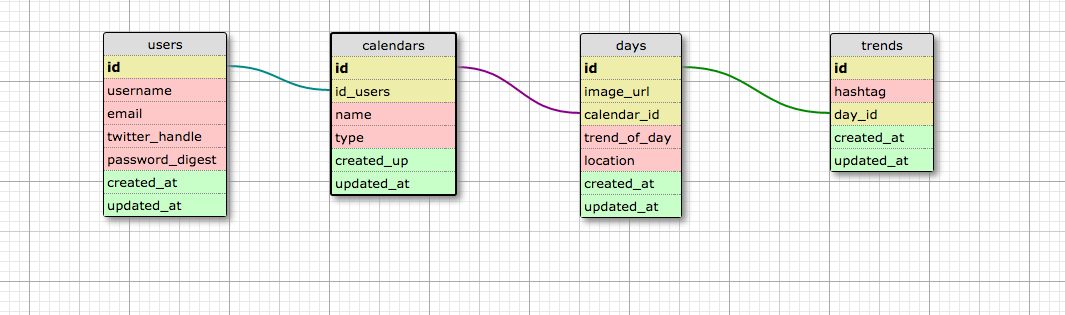 users
id
username
email
twitter_handle
password_digest
created_at
updated_at
calendars
id
id_users
name
type
created_up
updated_at
days
id
image_url
calendar_id
trend_of_day
location
created_at
updated_at
trends
id
hashtag
day_id
created_at
updated_at